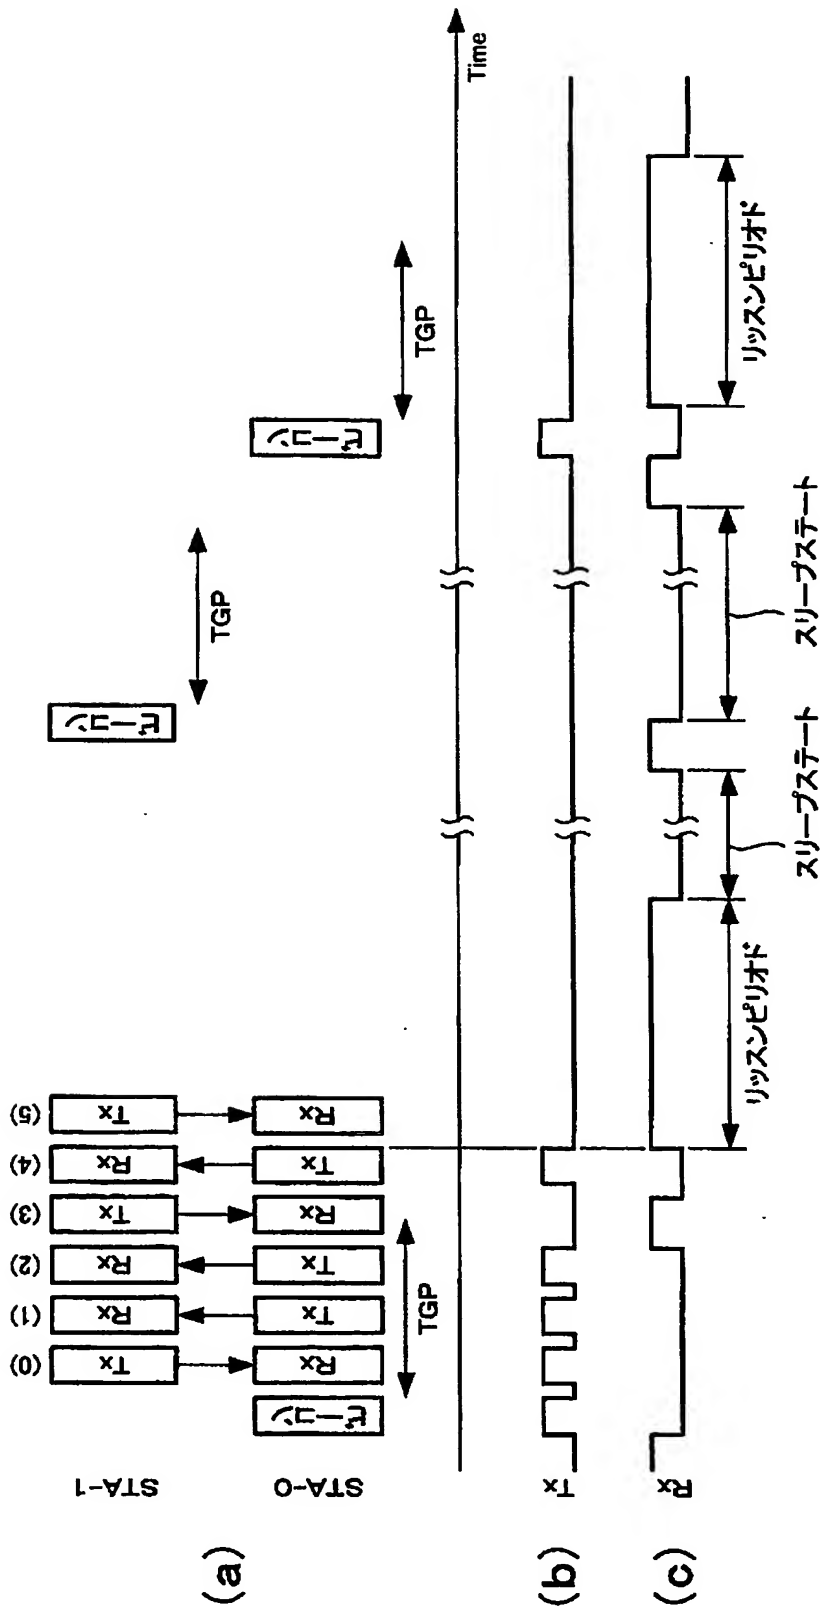 (a)
STA-1
(0) (1) (2) (3) (4) (5)
Tx Rx Rx Tx Rx Tx
ビーコン
TGP
STA-0
ビーコン Rx Tx Tx Rx Tx Rx
ビーコン
TGP
TGP
Time
(b)
Tx
(c)
Rx
リッスンピリオド
スリープステート
スリープステート
リッスンピリオド